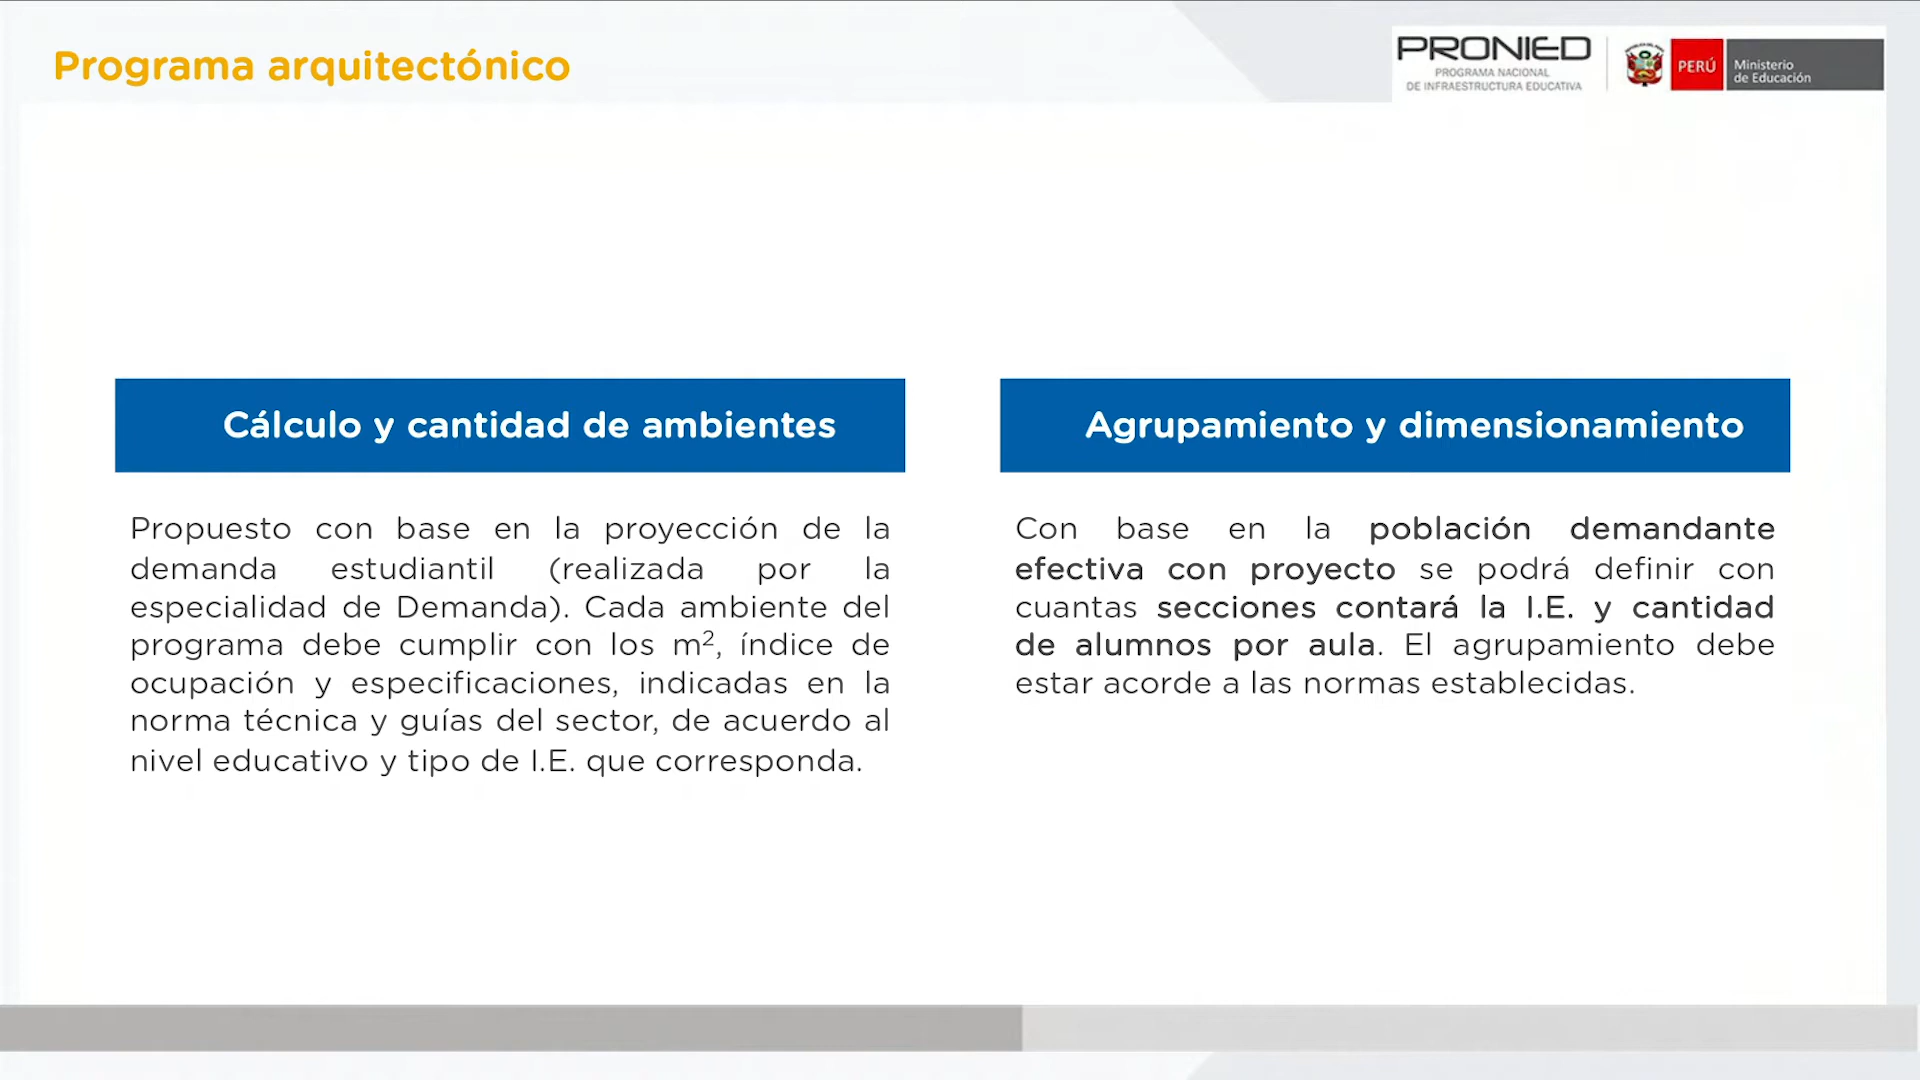 Programa arquitectónico
PRONIED
PROGRAMA NACIONAL
DE INFRAESTRUCTURA EDUCATIVA
PERÚ
Ministerio
de Educación
Cálculo y cantidad de ambientes
Propuesto con base en la proyección de la
demanda estudiantil (realizada por la
especialidad de Demanda). Cada ambiente del
programa debe cumplir con los m², índice de
ocupación y especificaciones, indicadas en la
norma técnica y guías del sector, de acuerdo al
nivel educativo y tipo de I.E. que corresponda.
Agrupamiento y dimensionamiento
Con base en la población demandante
efectiva con proyecto se podrá definir con
cuantas secciones contará la I.E. y cantidad
de alumnos por aula. El agrupamiento debe
estar acorde a las normas establecidas.